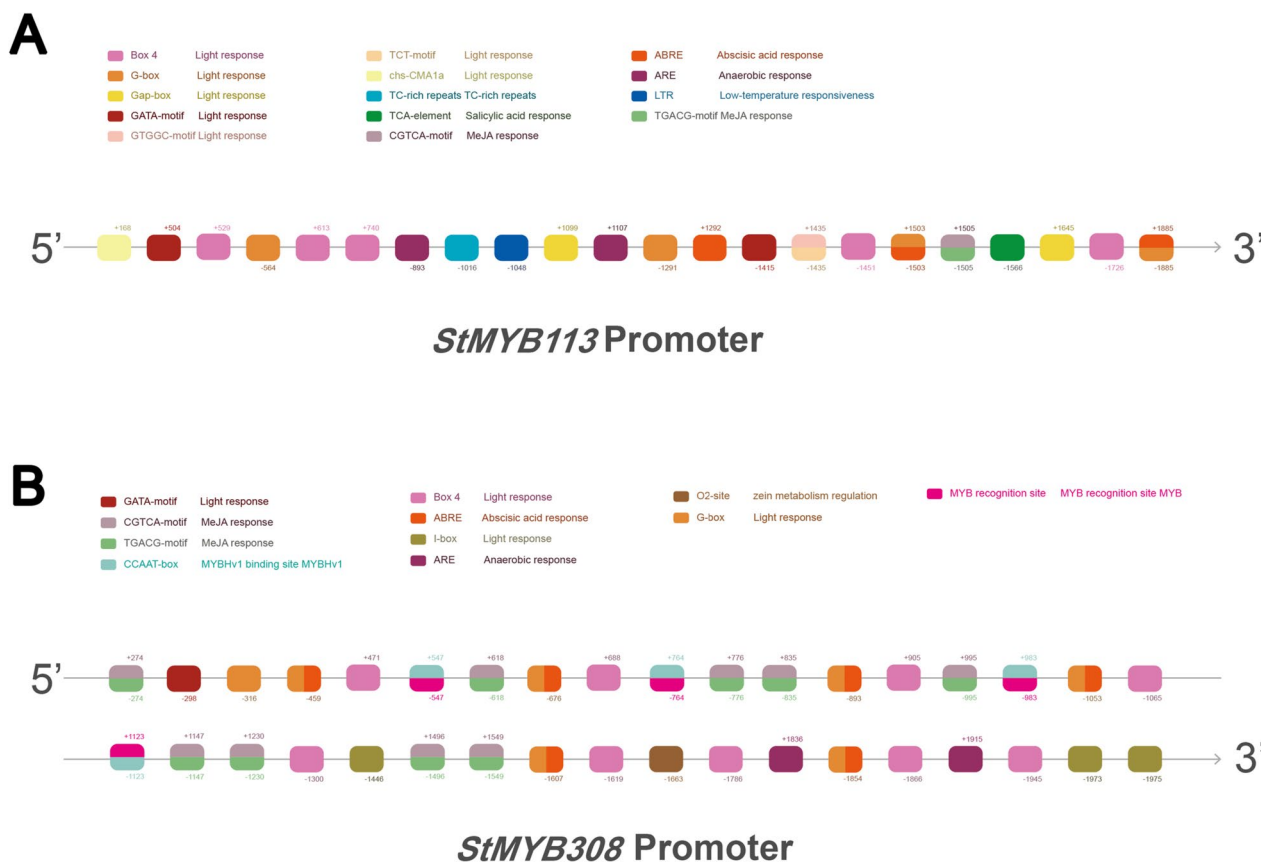 A
Box 4 Light response
G-box Light response
Gap-box Light response
GATA-motif Light response
GTGGC-motif Light response
TCT-motif Light response
chs-CMA1a Light response
TC-rich repeats TC-rich repeats
TCA-element Salicylic acid response
CGTCA-motif MeJA response
ABRE Abscisic acid response
ARE Anaerobic response
LTR Low-temperature responsiveness
TGACG-motif MeJA response
+168 +504 +529 +613 +740 +1099 +1107 +1292 +1435 +1503 +1505 +1645 +1885
5’ 3’
-564 -893 -1016 -1048 -1291 -1415 -1435 -1451 -1503 -1505 -1566 -1726 -1885
StMYB113 Promoter
B
GATA-motif Light response
CGTCA-motif MeJA response
TGACG-motif MeJA response
CCAAT-box MYBHv1 binding site MYBHv1
Box 4 Light response
ABRE Abscisic acid response
I-box Light response
ARE Anaerobic response
O2-site zein metabolism regulation
G-box Light response
MYB recognition site MYB recognition site MYB
+274 +471 +547 +618 +688 +764 +776 +835 +905 +995 +983
5’
-274 -298 -316 -459 -547 -618 -676 -764 -776 -835 -893 -995 -983 -1053 -1065
+1123 +1147 +1230 +1496 +1549 +1836 +1915
3’
-1123 -1147 -1230 -1300 -1446 -1496 -1549 -1607 -1619 -1663 -1786 -1854 -1866 -1945 -1973 -1975
StMYB308 Promoter